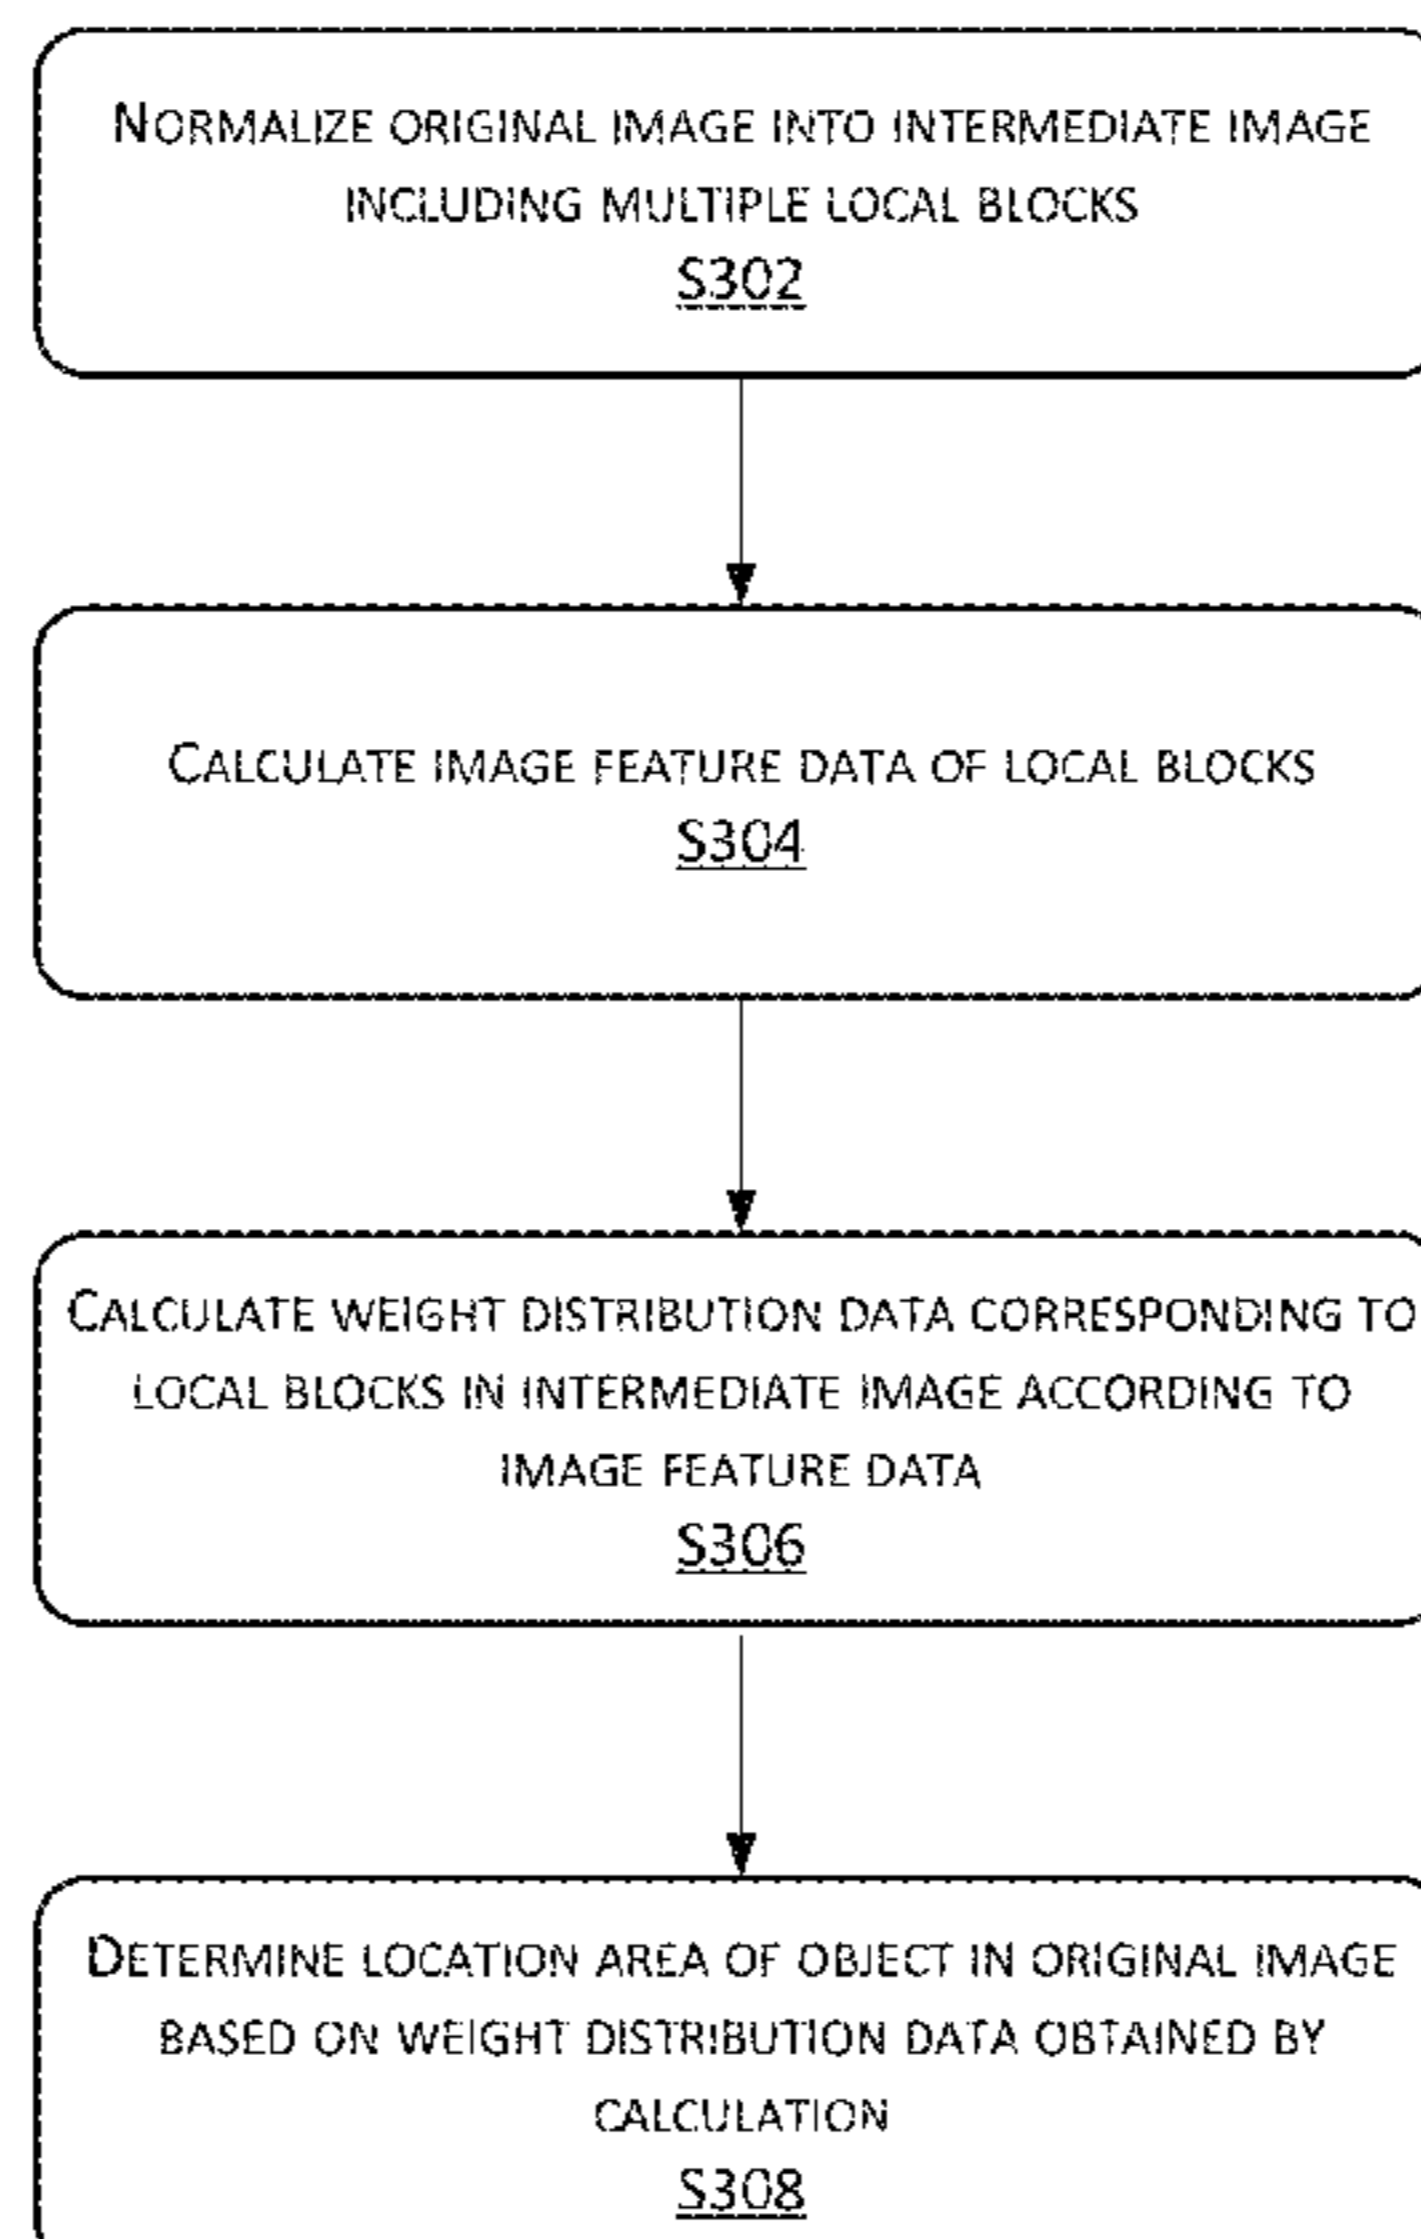 NORMALIZE ORIGINAL IMAGE INTO INTERMEDIATE IMAGE
INCLUDING MULTIPLE LOCAL BLOCKS
S302
CALCULATE IMAGE FEATURE DATA OF LOCAL BLOCKS
S304
CALCULATE WEIGHT DISTRIBUTION DATA CORRESPONDING TO
LOCAL BLOCKS IN INTERMEDIATE IMAGE ACCORDING TO
IMAGE FEATURE DATA
S306
DETERMINE LOCATION AREA OF OBJECT IN ORIGINAL IMAGE
BASED ON WEIGHT DISTRIBUTION DATA OBTAINED BY
CALCULATION
S308